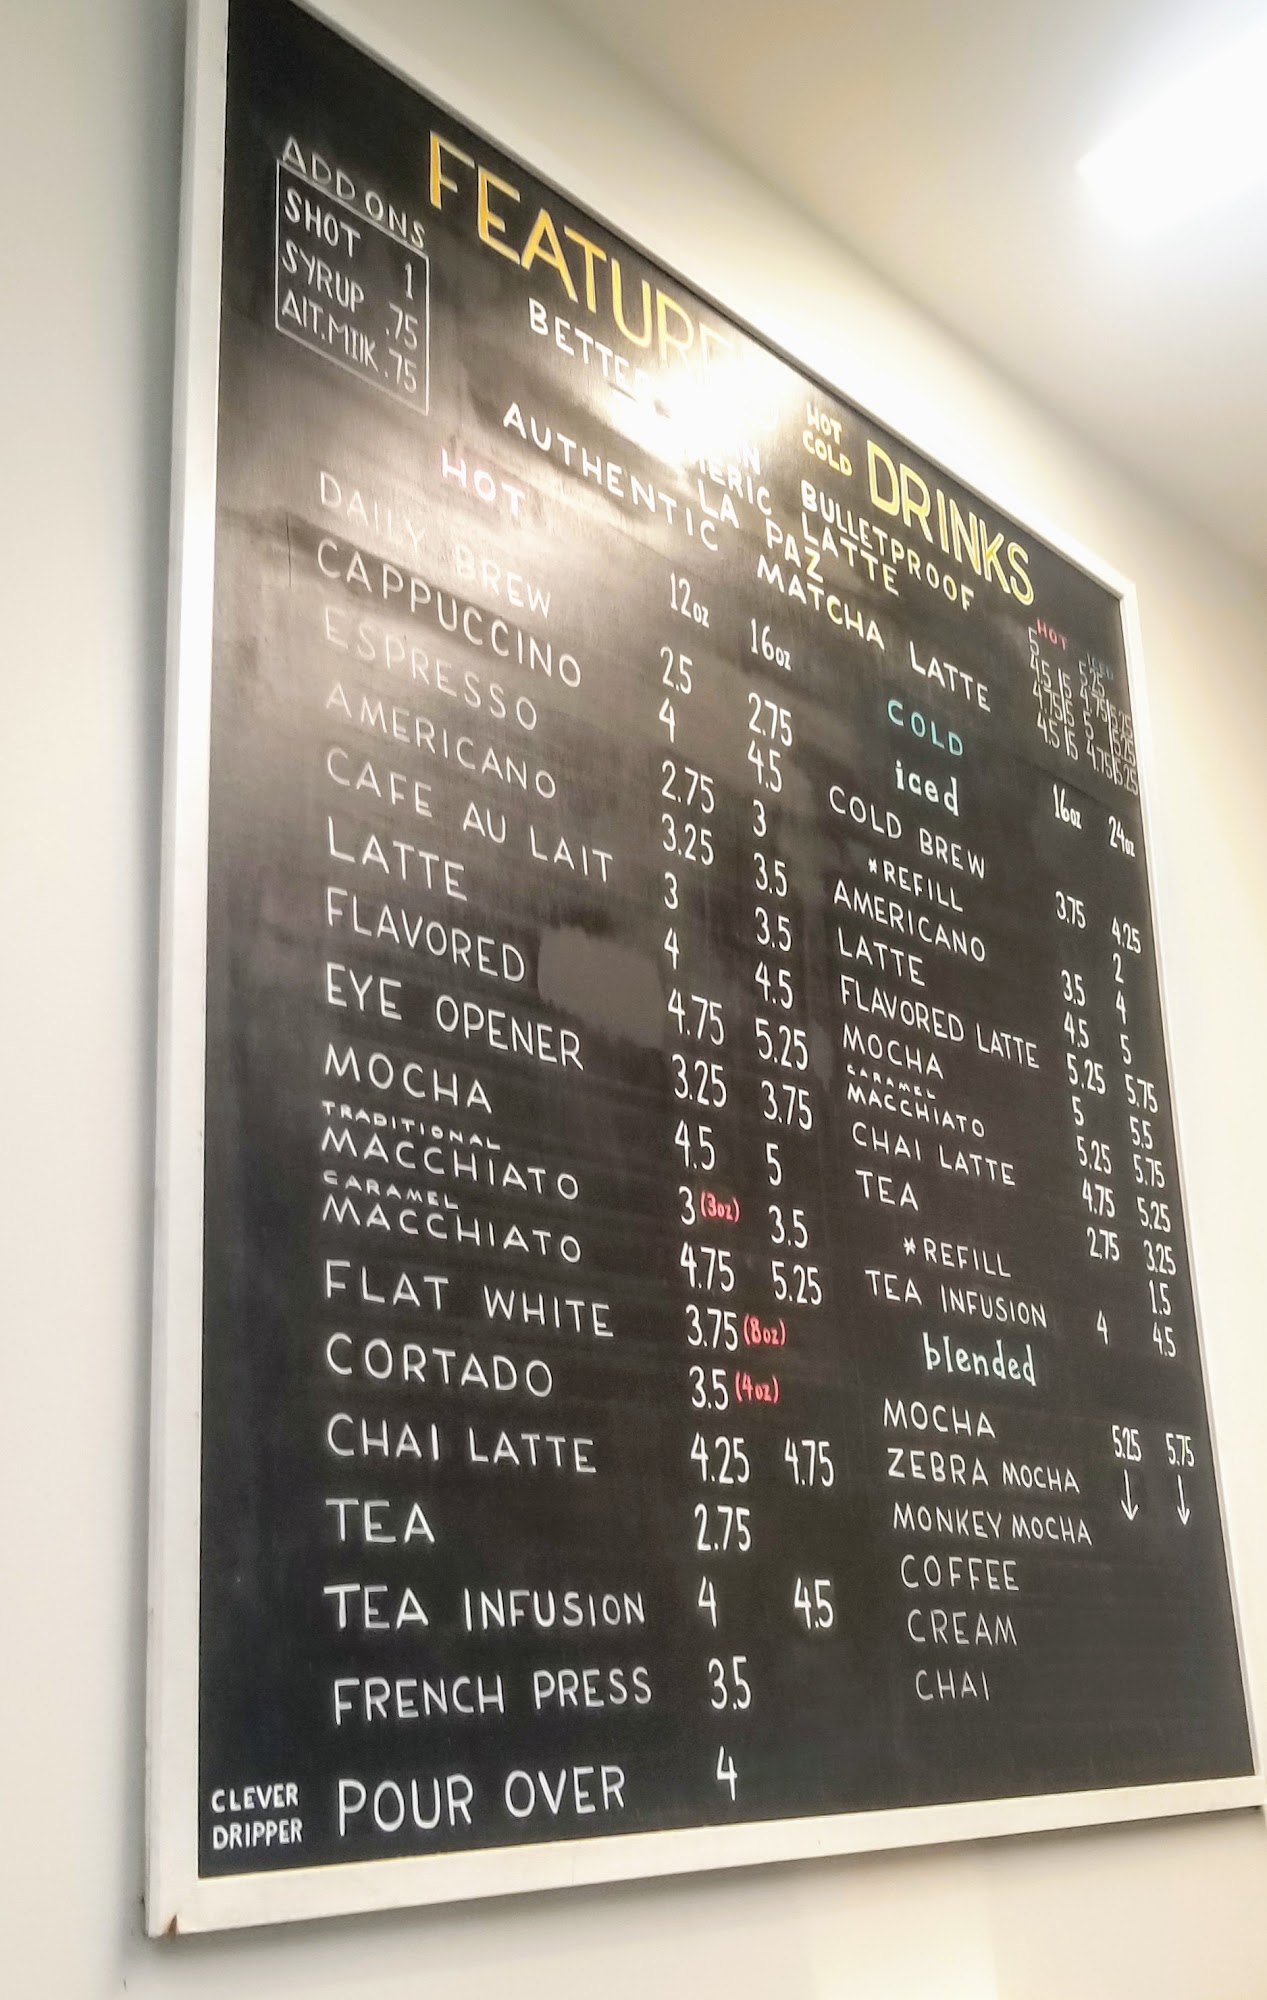 ADD ONS
SHOT 1
SYRUP .75
Alt. MIlK .75
HOT
COLD
DRINKS
BULLETPROOF
LATTE
LA PAZ
AUTHENTIC MATCHA LATTE
HOT
12oz 16oz
DAILY BREW 2.5 2.75
CAPPUCCINO 4 4.5
ESPRESSO 2.75 3
AMERICANO 3.25 3.5
CAFE AU LAIT 3 3.5
LATTE 4 4.5
FLAVORED 4.75 5.25
EYE OPENER 3.25 3.75
MOCHA 4.5 5
TRADITIONAL
MACCHIATO 3 (3oz) 3.5
CARAMEL
MACCHIATO 4.75 5.25
FLAT WHITE 3.75 (8oz)
CORTADO 3.5 (4oz)
CHAI LATTE 4.25 4.75
TEA 2.75
TEA INFUSION 4 4.5
FRENCH PRESS 3.5
CLEVER
DRIPPER
POUR OVER 4
HOT
COLD
iced 16oz 24oz
COLD BREW 3.75 4.25
*REFILL 2
AMERICANO 3.5 4
LATTE 4.5 5
FLAVORED LATTE 5.25 5.75
MOCHA 5 5.5
CARAMEL
MACCHIATO 5.25 5.75
CHAI LATTE 4.75 5.25
TEA 2.75 3.25
*REFILL 1.5
TEA INFUSION 4 4.5
blended
MOCHA 5.25 5.75
ZEBRA MOCHA ↓ ↓
MONKEY MOCHA
COFFEE
CREAM
CHAI